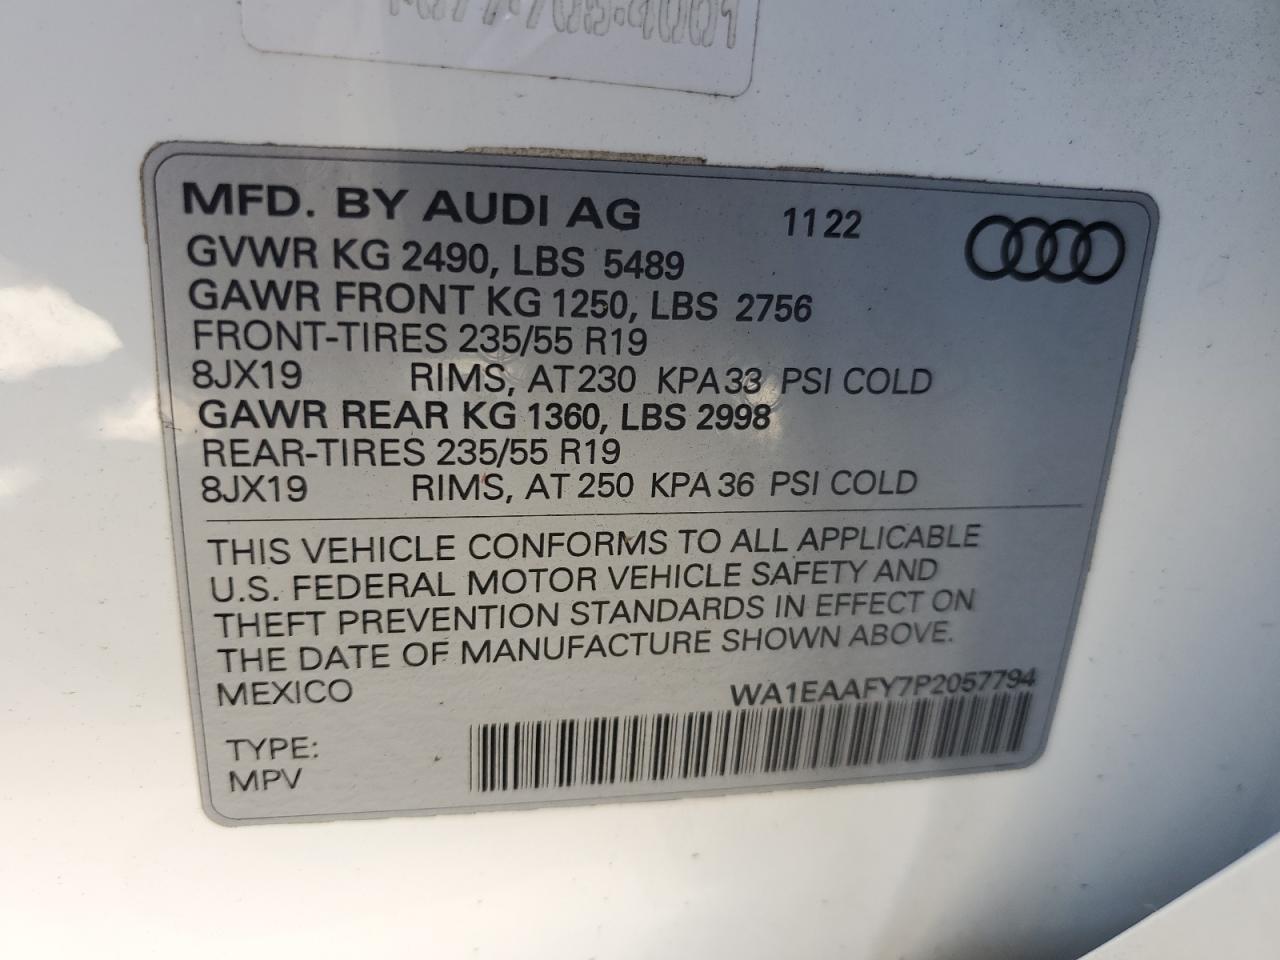 MFD. BY AUDI AG 1122
GVWR KG 2490, LBS 5489
GAWR FRONT KG 1250, LBS 2756
FRONT-TIRES 235/55 R19
8JX19 RIMS, AT 230 KPA 33 PSI COLD
GAWR REAR KG 1360, LBS 2998
REAR-TIRES 235/55 R19
8JX19 RIMS, AT 250 KPA 36 PSI COLD
THIS VEHICLE CONFORMS TO ALL APPLICABLE
U.S. FEDERAL MOTOR VEHICLE SAFETY AND
THEFT PREVENTION STANDARDS IN EFFECT ON
THE DATE OF MANUFACTURE SHOWN ABOVE.
MEXICO WA1EAAFY7P2057794
TYPE:
MPV